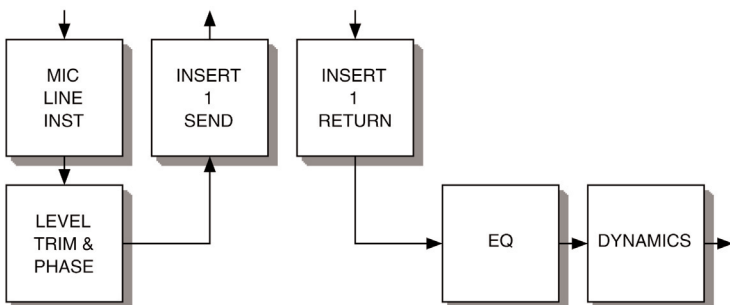 MIC
LINE
INST
INSERT
1
SEND
INSERT
1
RETURN
LEVEL
TRIM &
PHASE
EQ
DYNAMICS